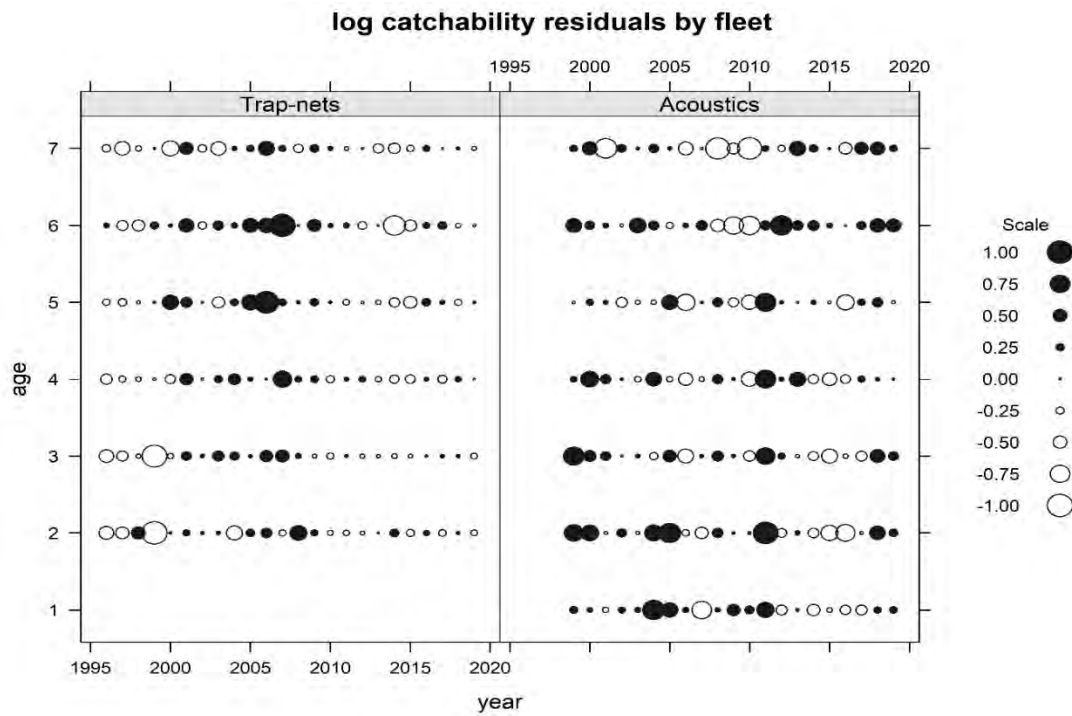 log catchability residuals by fleet
1995 2000 2005 2010 2015 2020
Trap-nets Acoustics
7
6
5
4
3
2
1
age
Scale
1.00
0.75
0.50
0.25
0.00
-0.25
-0.50
-0.75
-1.00
1995 2000 2005 2010 2015 2020
year